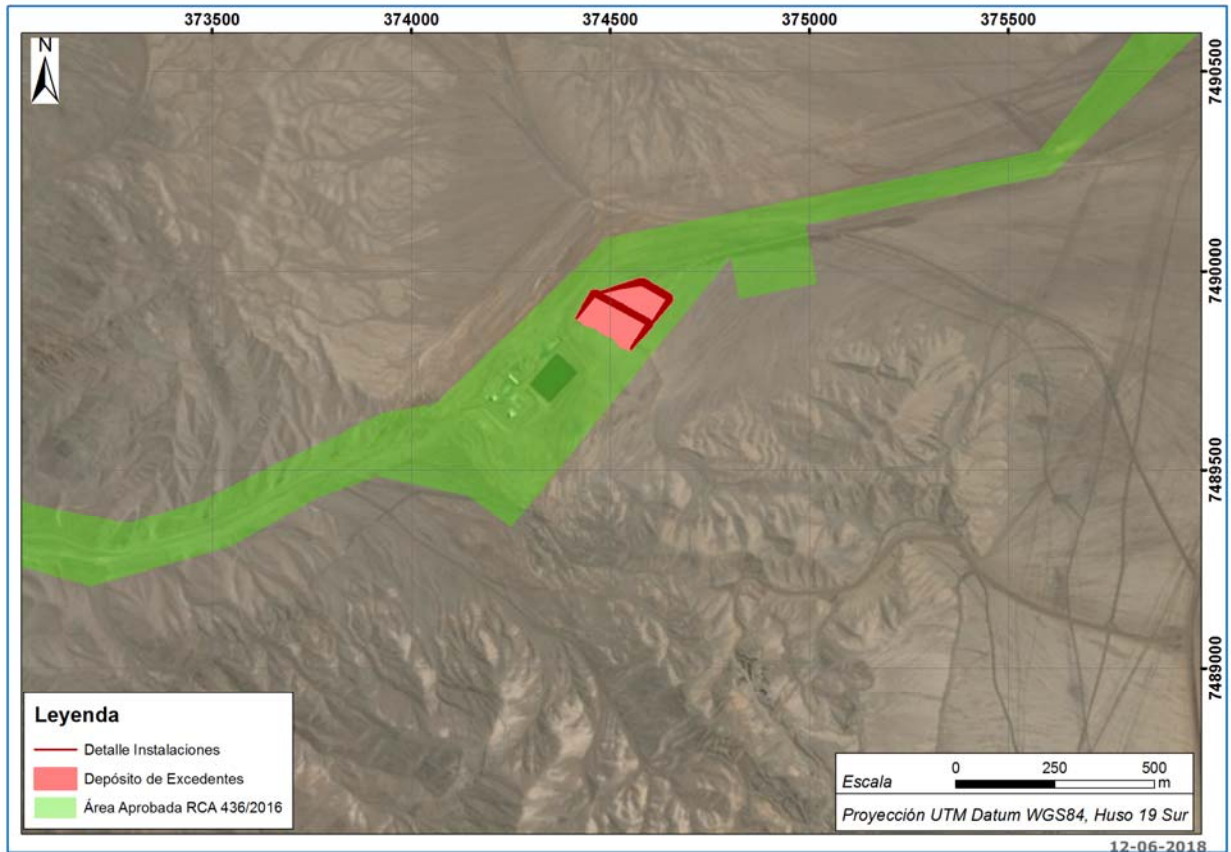 373500 374000 374500 375000 375500
N
7490500
7490000
7489500
7489000
Leyenda
Detalle Instalaciones
Depósito de Excedentes
Área Aprobada RCA 436/2016
Escala
0 250 500
m
Proyección UTM Datum WGS84, Huso 19 Sur
12-06-2018